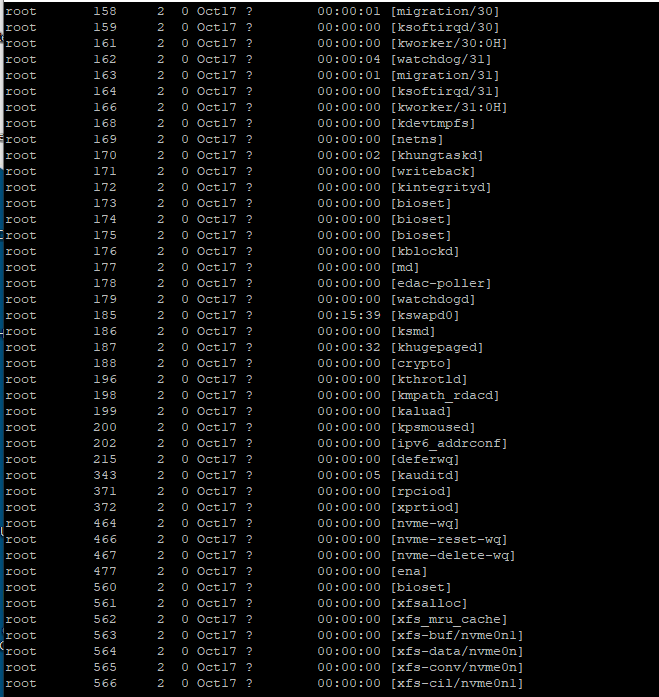 root 158 2 0 Oct17 ? 00:00:01 [migration/30]
root 159 2 0 Oct17 ? 00:00:00 [ksoftirqd/30]
root 161 2 0 Oct17 ? 00:00:00 [kworker/30:0H]
root 162 2 0 Oct17 ? 00:00:04 [watchdog/31]
root 163 2 0 Oct17 ? 00:00:01 [migration/31]
root 164 2 0 Oct17 ? 00:00:00 [ksoftirqd/31]
root 166 2 0 Oct17 ? 00:00:00 [kworker/31:0H]
root 168 2 0 Oct17 ? 00:00:00 [kdevtmpfs]
root 169 2 0 Oct17 ? 00:00:00 [netns]
root 170 2 0 Oct17 ? 00:00:02 [khungtaskd]
root 171 2 0 Oct17 ? 00:00:00 [writeback]
root 172 2 0 Oct17 ? 00:00:00 [kintegrityd]
root 173 2 0 Oct17 ? 00:00:00 [bioset]
root 174 2 0 Oct17 ? 00:00:00 [bioset]
root 175 2 0 Oct17 ? 00:00:00 [bioset]
root 176 2 0 Oct17 ? 00:00:00 [kblockd]
root 177 2 0 Oct17 ? 00:00:00 [md]
root 178 2 0 Oct17 ? 00:00:00 [edac-poller]
root 179 2 0 Oct17 ? 00:00:00 [watchdogd]
root 185 2 0 Oct17 ? 00:15:39 [kswapd0]
root 186 2 0 Oct17 ? 00:00:00 [ksmd]
root 187 2 0 Oct17 ? 00:00:32 [khugepaged]
root 188 2 0 Oct17 ? 00:00:00 [crypto]
root 196 2 0 Oct17 ? 00:00:00 [kthrotld]
root 198 2 0 Oct17 ? 00:00:00 [kmpath_rdacd]
root 199 2 0 Oct17 ? 00:00:00 [kaluad]
root 200 2 0 Oct17 ? 00:00:00 [kpsmoused]
root 202 2 0 Oct17 ? 00:00:00 [ipv6_addrconf]
root 215 2 0 Oct17 ? 00:00:00 [deferwq]
root 343 2 0 Oct17 ? 00:00:05 [kauditd]
root 371 2 0 Oct17 ? 00:00:00 [rpciod]
root 372 2 0 Oct17 ? 00:00:00 [xprtiod]
root 464 2 0 Oct17 ? 00:00:00 [nvme-wq]
root 466 2 0 Oct17 ? 00:00:00 [nvme-reset-wq]
root 467 2 0 Oct17 ? 00:00:00 [nvme-delete-wq]
root 477 2 0 Oct17 ? 00:00:00 [ena]
root 560 2 0 Oct17 ? 00:00:00 [bioset]
root 561 2 0 Oct17 ? 00:00:00 [xfsalloc]
root 562 2 0 Oct17 ? 00:00:00 [xfs_mru_cache]
root 563 2 0 Oct17 ? 00:00:00 [xfs-buf/nvme0n1]
root 564 2 0 Oct17 ? 00:00:00 [xfs-data/nvme0n]
root 565 2 0 Oct17 ? 00:00:00 [xfs-conv/nvme0n]
root 566 2 0 Oct17 ? 00:00:00 [xfs-cil/nvme0n1]